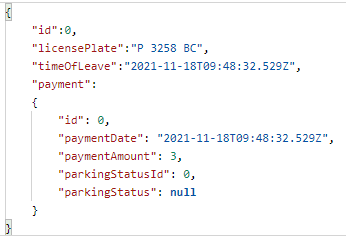 {
"id":0,
"licensePlate":"P 3258 BC",
"timeOfLeave":"2021-11-18T09:48:32.529Z",
"payment":
{
"id": 0,
"paymentDate": "2021-11-18T09:48:32.529Z",
"paymentAmount": 3,
"parkingStatusId": 0,
"parkingStatus": null
}
}